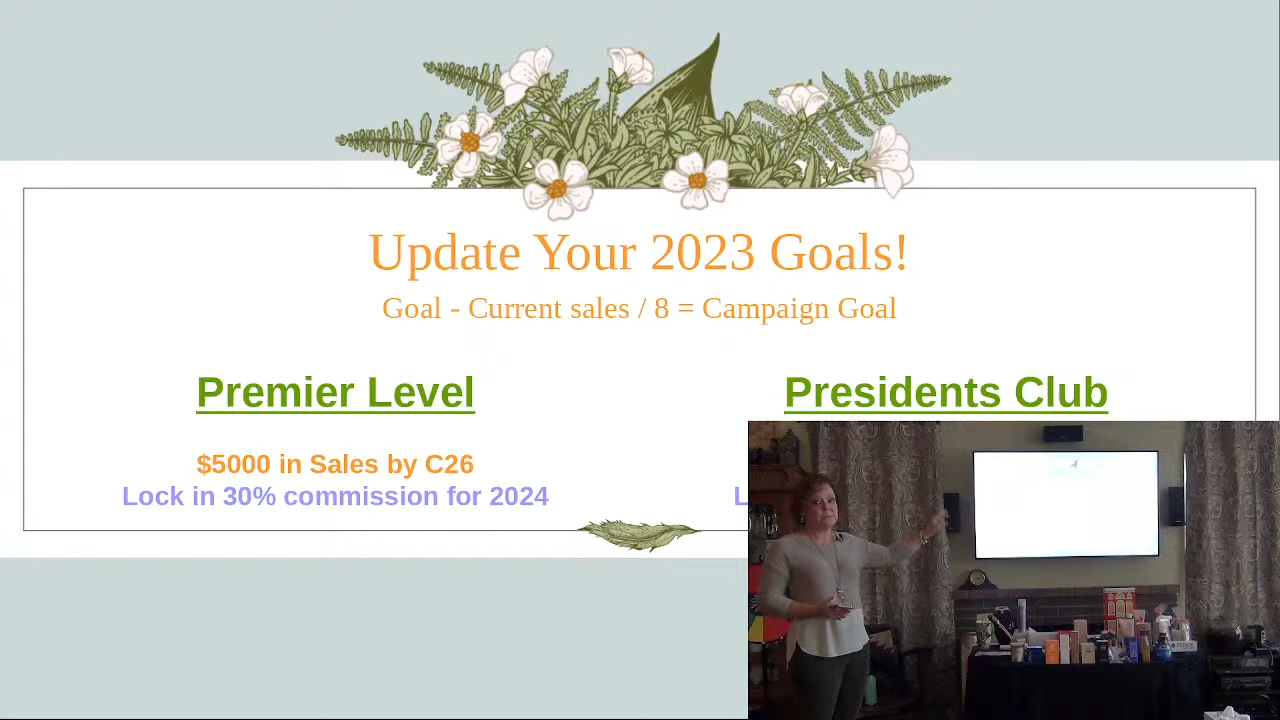 Update Your 2023 Goals!
Goal - Current sales / 8 = Campaign Goal
Premier Level
$5000 in Sales by C26
Lock in 30% commission for 2024
Presidents Club